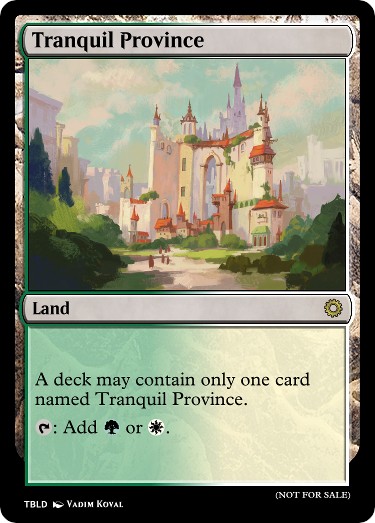 Tranquil Province
Land
A deck may contain only one card
named Tranquil Province.
: Add or .
(NOT FOR SALE)
TBLD Vadim Koval